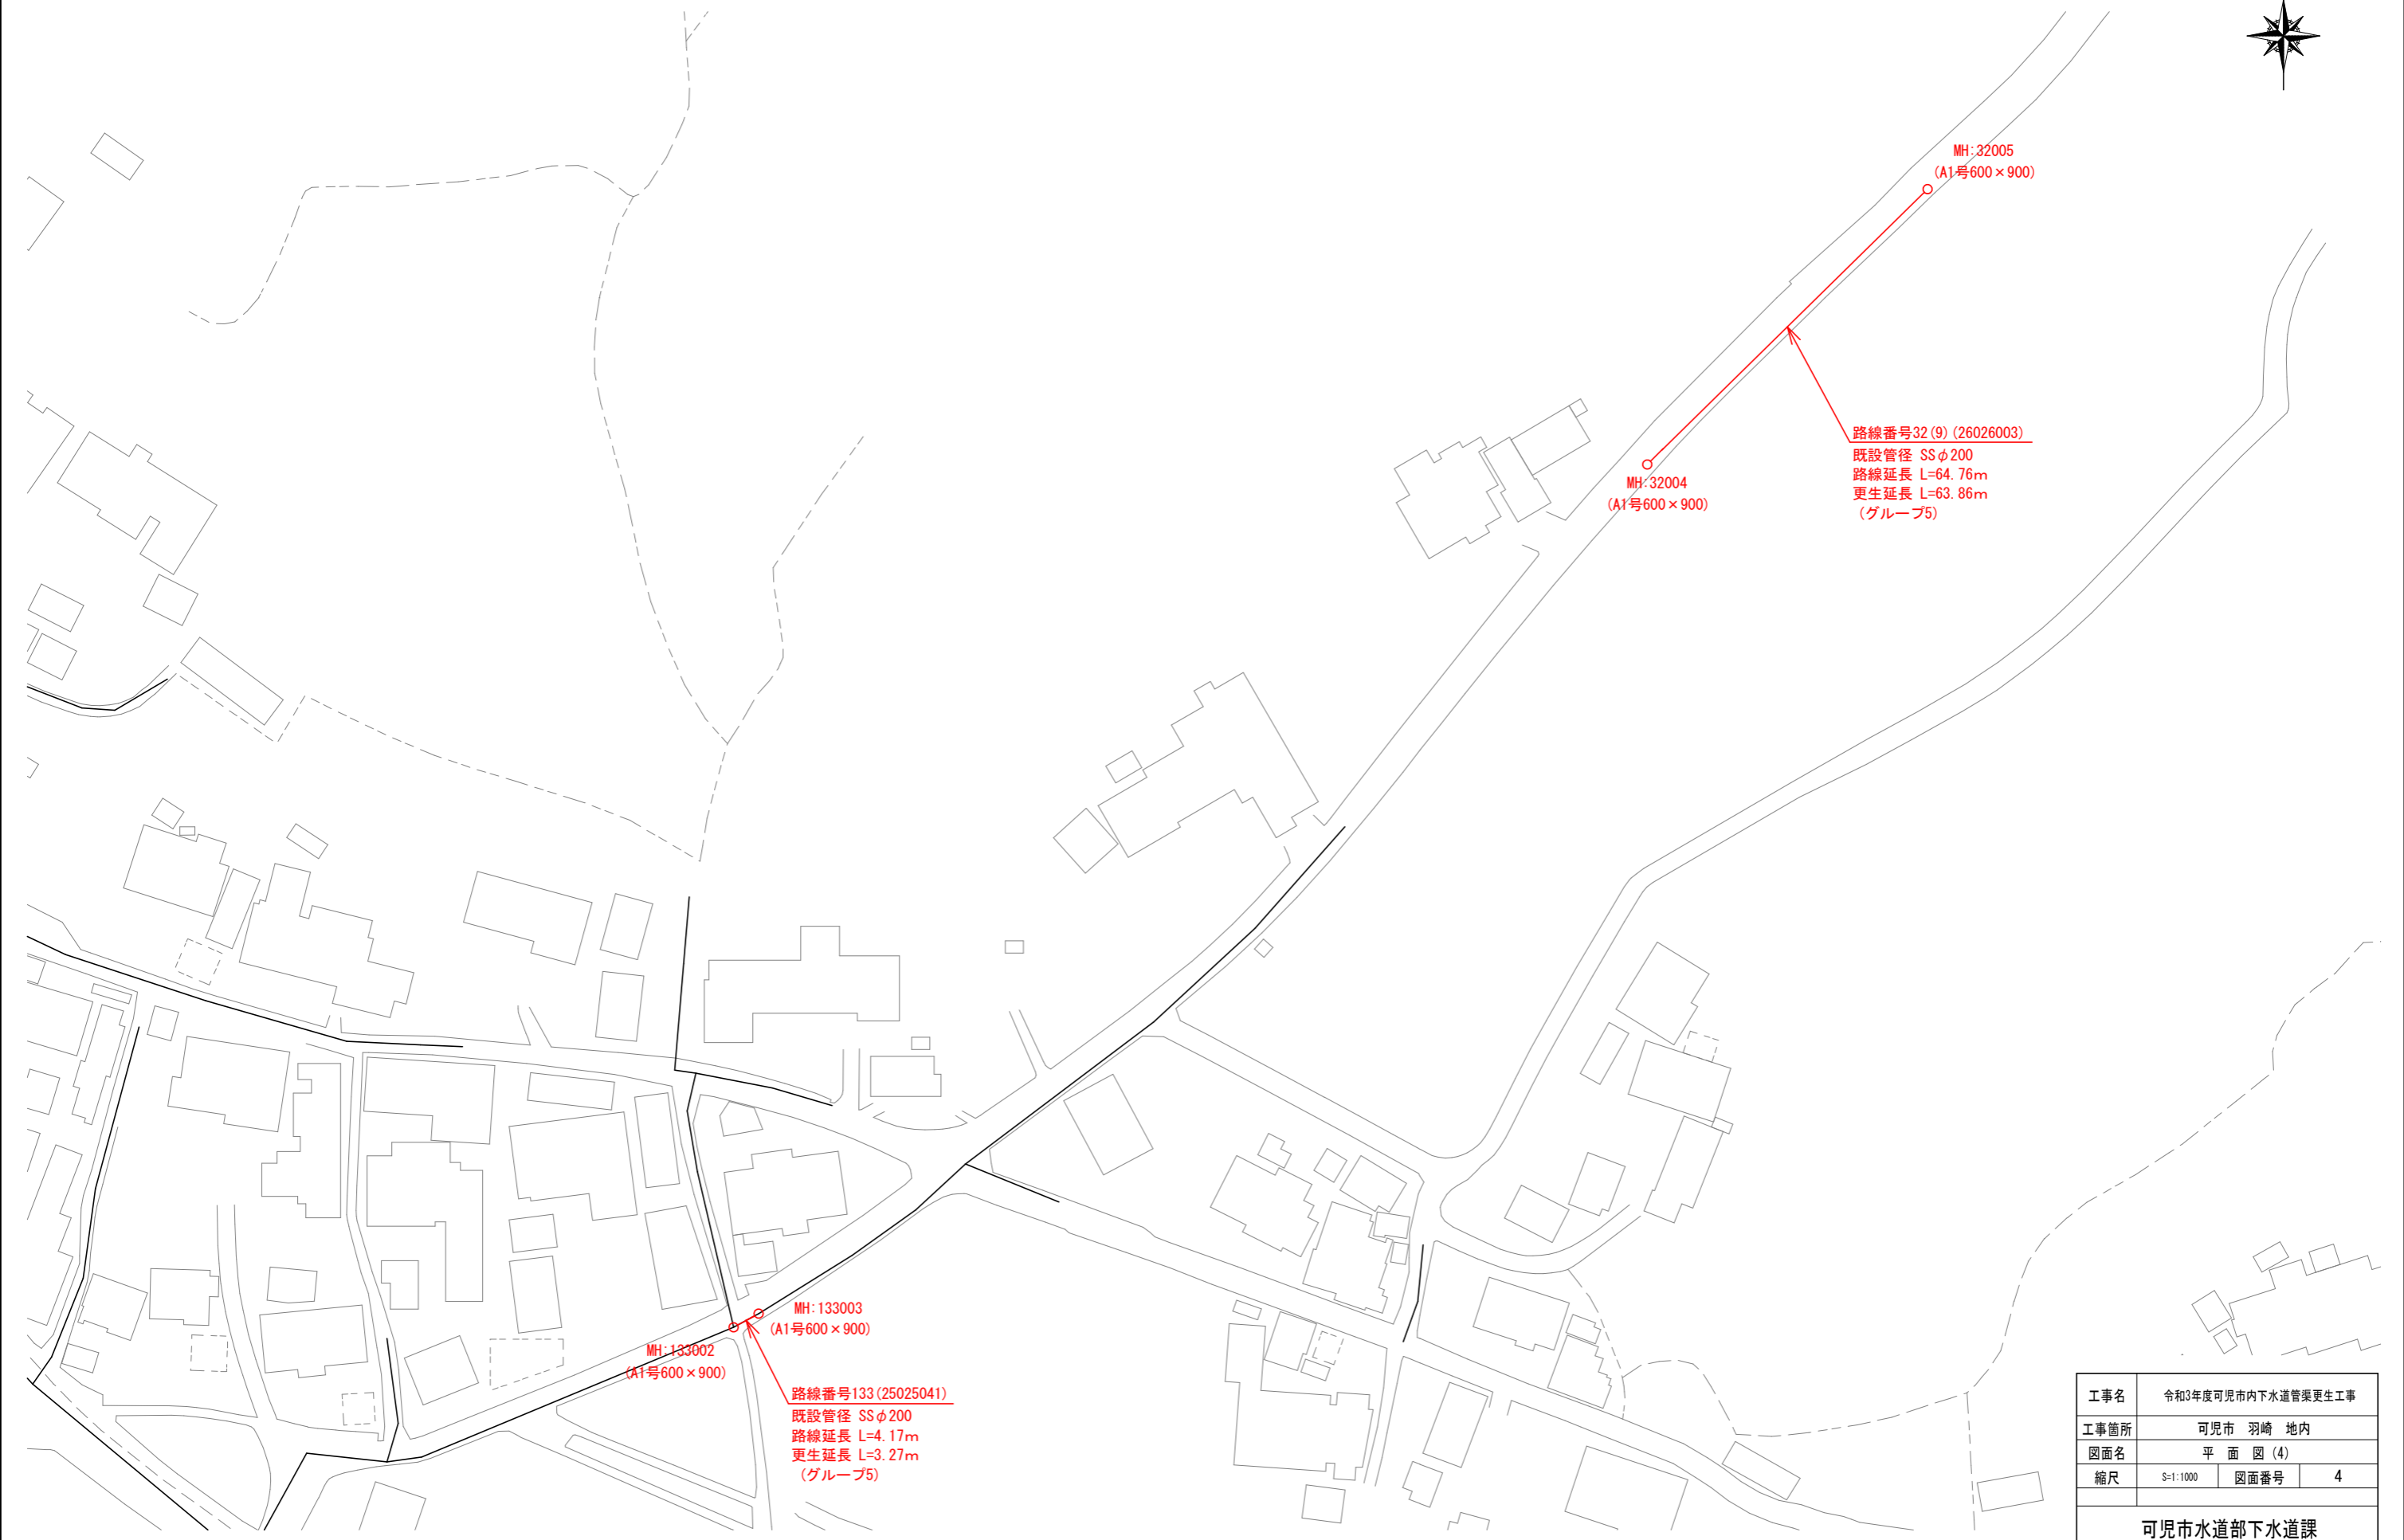 MH:32005
(A1号600×900)
路線番号32(9)(26026003)
既設管径 SSφ200
路線延長 L=64.76m
更生延長 L=63.86m
(グループ5)
MH:32004
(A1号600×900)
MH:133003
(A1号600×900)
MH:133002
(A1号600×900)
路線番号133(25025041)
既設管径 SSφ200
路線延長 L=4.17m
更生延長 L=3.27m
(グループ5)
工事名 令和3年度可児市内下水道管渠更生工事
工事箇所 可児市 羽崎 地内
図面名 平 面 図 (4)
縮尺 S=1:1000 図面番号 4
可児市水道部下水道課